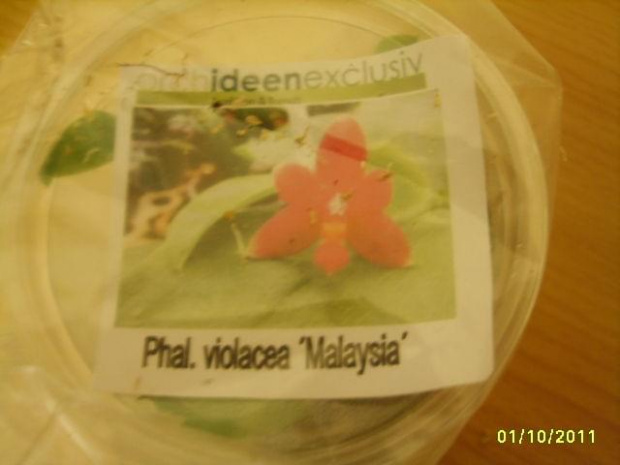 orchideenexclusiv
Phal. violacea ´Malaysia´
01/10/2011